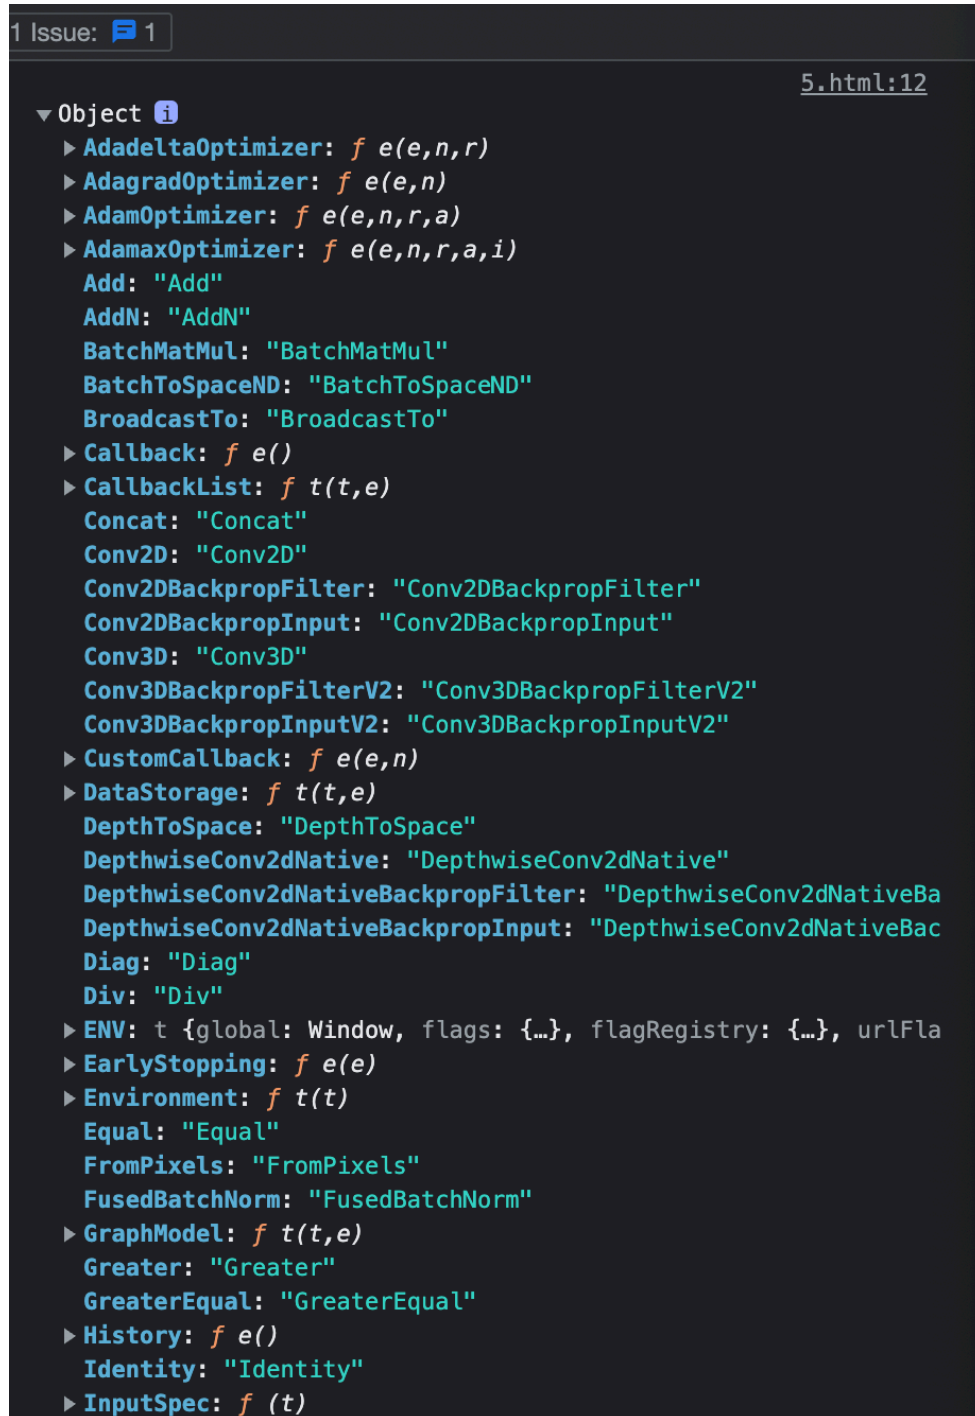 1 Issue: 1
5.html:12
▼Object i
▶AdadeltaOptimizer: ƒ e(e,n,r)
▶AdagradOptimizer: ƒ e(e,n)
▶AdamOptimizer: ƒ e(e,n,r,a)
▶AdamaxOptimizer: ƒ e(e,n,r,a,i)
Add: "Add"
AddN: "AddN"
BatchMatMul: "BatchMatMul"
BatchToSpaceND: "BatchToSpaceND"
BroadcastTo: "BroadcastTo"
▶Callback: ƒ e()
▶CallbackList: ƒ t(t,e)
Concat: "Concat"
Conv2D: "Conv2D"
Conv2DBackpropFilter: "Conv2DBackpropFilter"
Conv2DBackpropInput: "Conv2DBackpropInput"
Conv3D: "Conv3D"
Conv3DBackpropFilterV2: "Conv3DBackpropFilterV2"
Conv3DBackpropInputV2: "Conv3DBackpropInputV2"
▶CustomCallback: ƒ e(e,n)
▶DataStorage: ƒ t(t,e)
DepthToSpace: "DepthToSpace"
DepthwiseConv2dNative: "DepthwiseConv2dNative"
DepthwiseConv2dNativeBackpropFilter: "DepthwiseConv2dNativeBa
DepthwiseConv2dNativeBackpropInput: "DepthwiseConv2dNativeBac
Diag: "Diag"
Div: "Div"
▶ENV: t {global: Window, flags: {…}, flagRegistry: {…}, urlFla
▶EarlyStopping: ƒ e(e)
▶Environment: ƒ t(t)
Equal: "Equal"
FromPixels: "FromPixels"
FusedBatchNorm: "FusedBatchNorm"
▶GraphModel: ƒ t(t,e)
Greater: "Greater"
GreaterEqual: "GreaterEqual"
▶History: ƒ e()
Identity: "Identity"
▶InputSpec: ƒ (t)